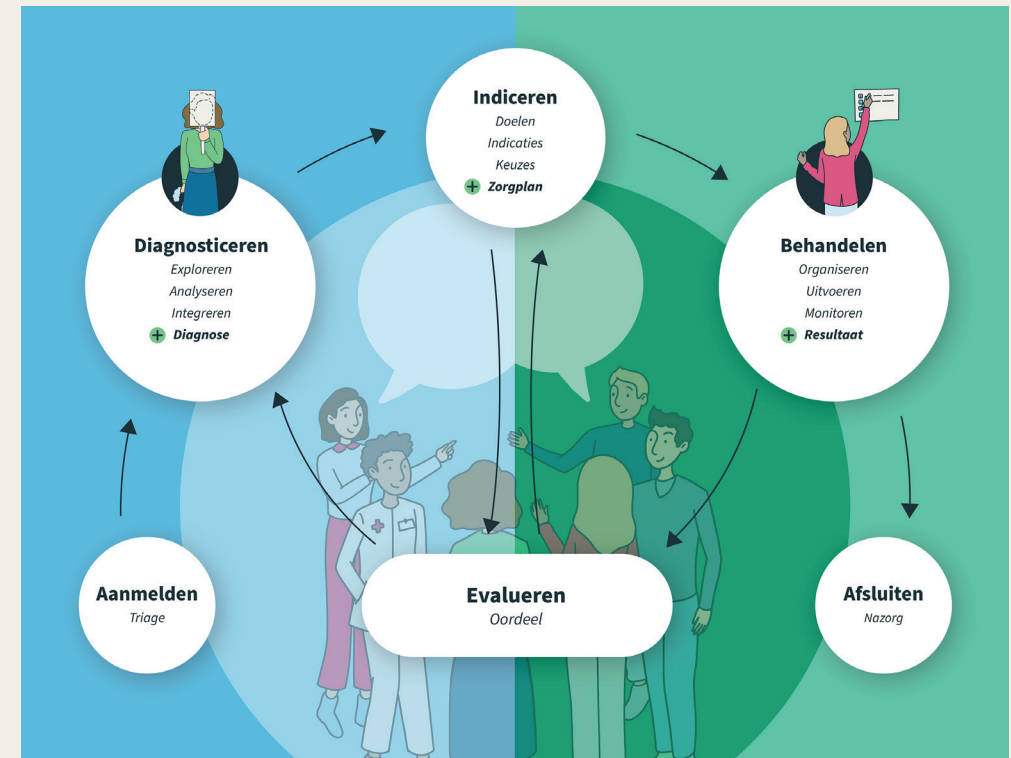 Indiceren
Doelen
Indicaties
Keuzes
Zorgplan
Diagnosticeren
Exploreren
Analyseren
Integreren
Diagnose
Behandelen
Organiseren
Uitvoeren
Monitoren
Resultaat
Aanmelden
Triage
Evalueren
Oordeel
Afsluiten
Nazorg